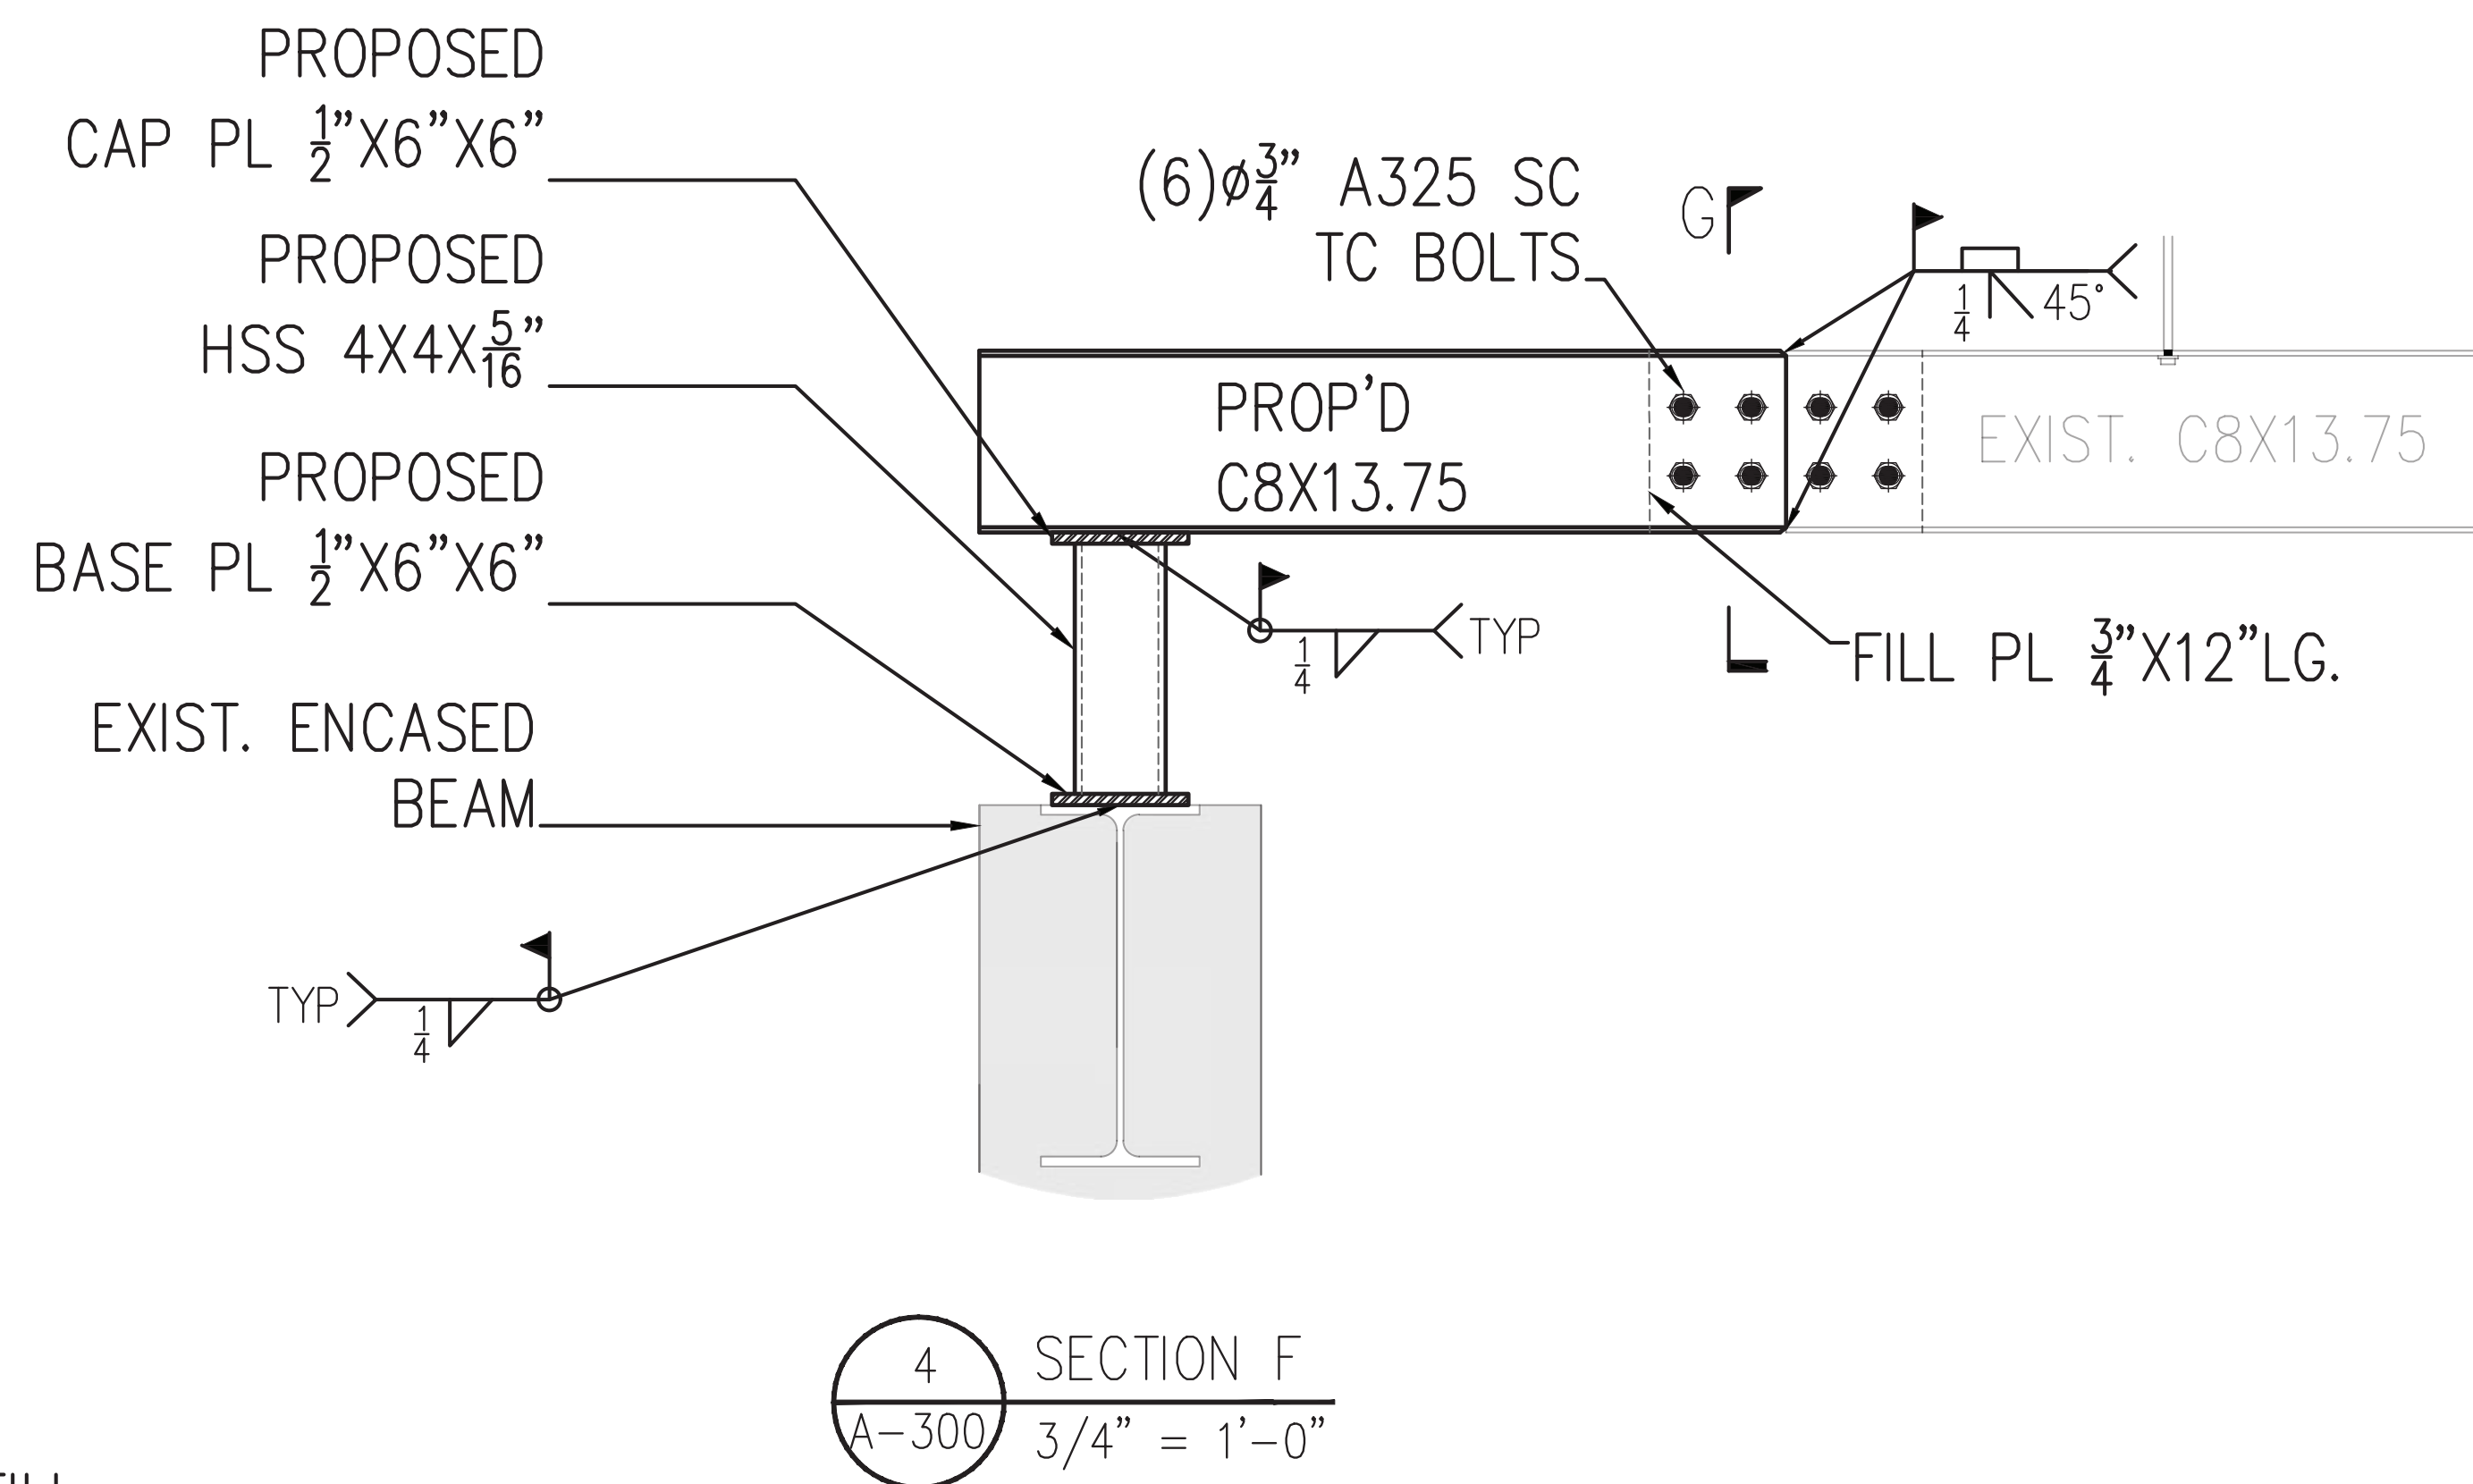 PROPOSED
CAP PL 1/2"X6"X6"
PROPOSED
HSS 4X4X5/16"
PROPOSED
BASE PL 1/2"X6"X6"
EXIST. ENCASED
BEAM
TYP
1/4
(6)ø3/4" A325 SC
TC BOLTS
G
1/4
45°
PROP'D
C8X13.75
EXIST. C8X13.75
1/4
TYP
FILL PL 3/4"X12"LG.
4
A-300
SECTION F
3/4" = 1'-0"